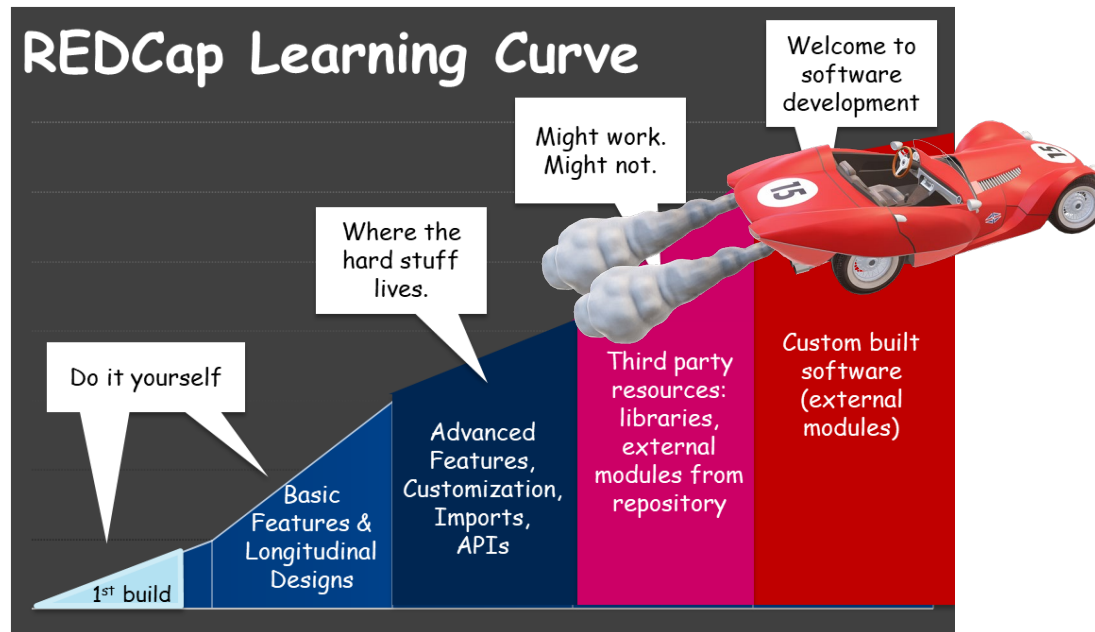 REDCap Learning Curve
Welcome to
software
development
Might work.
Might not.
Where the
hard stuff
lives.
Do it yourself
15
15
Third party
resources:
libraries,
external
modules from
repository
Custom built
software
(external
modules)
Advanced
Features,
Customization,
Imports,
APIs
Basic
Features &
Longitudinal
Designs
1st build